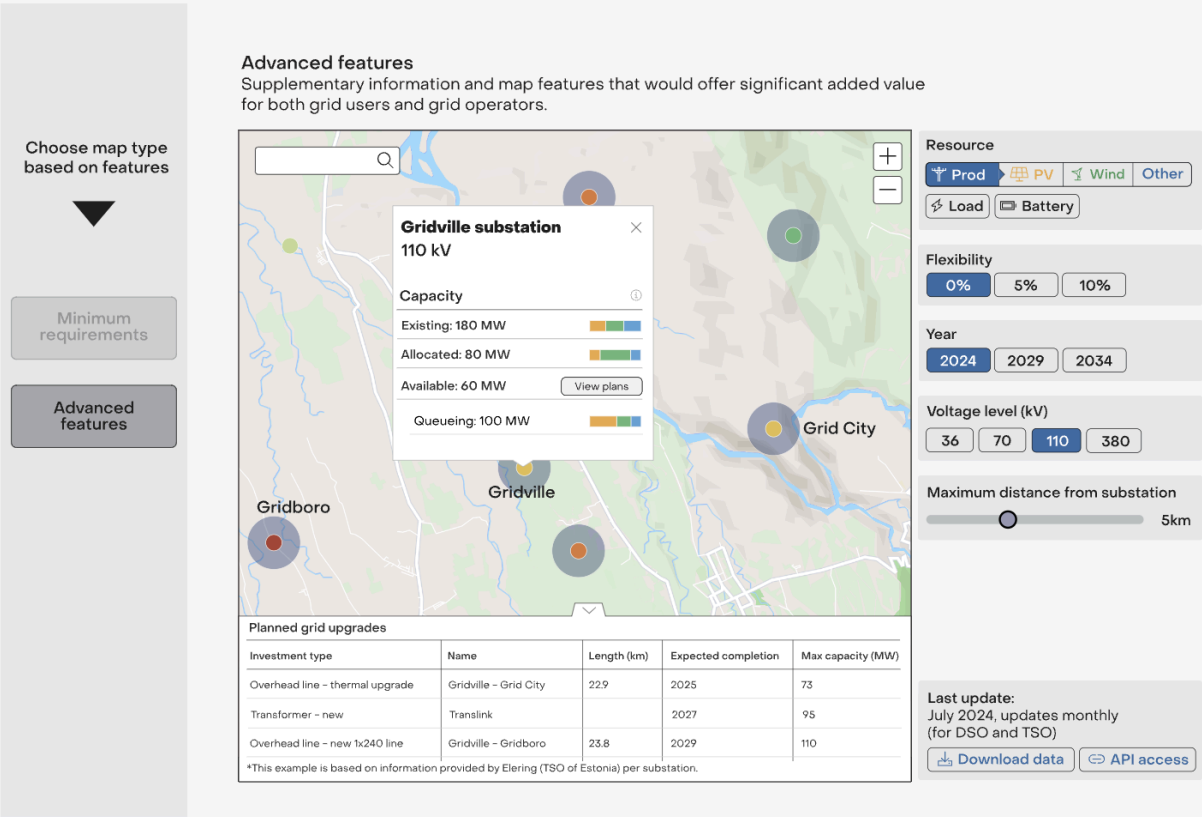 Advanced features
Supplementary information and map features that would offer significant added value
for both grid users and grid operators.
Choose map type
based on features
Minimum
requirements
Advanced
features
Gridville substation
110 kV
Capacity
Existing: 180 MW
Allocated: 80 MW
Available: 60 MW
View plans
Queueing: 100 MW
Grid City
Gridville
Gridboro
Planned grid upgrades
Investment type Name Length (km) Expected completion Max capacity (MW)
Overhead line – thermal upgrade Gridville – Grid City 22.9 2025 73
Transformer – new Translink 2027 95
Overhead line – new 1x240 line Gridville – Gridboro 23.8 2029 110
*This example is based on information provided by Elering (TSO of Estonia) per substation.
Resource
Prod PV Wind Other
Load Battery
Flexibility
0% 5% 10%
Year
2024 2029 2034
Voltage level (kV)
36 70 110 380
Maximum distance from substation
5km
Last update:
July 2024, updates monthly
(for DSO and TSO)
Download data API access